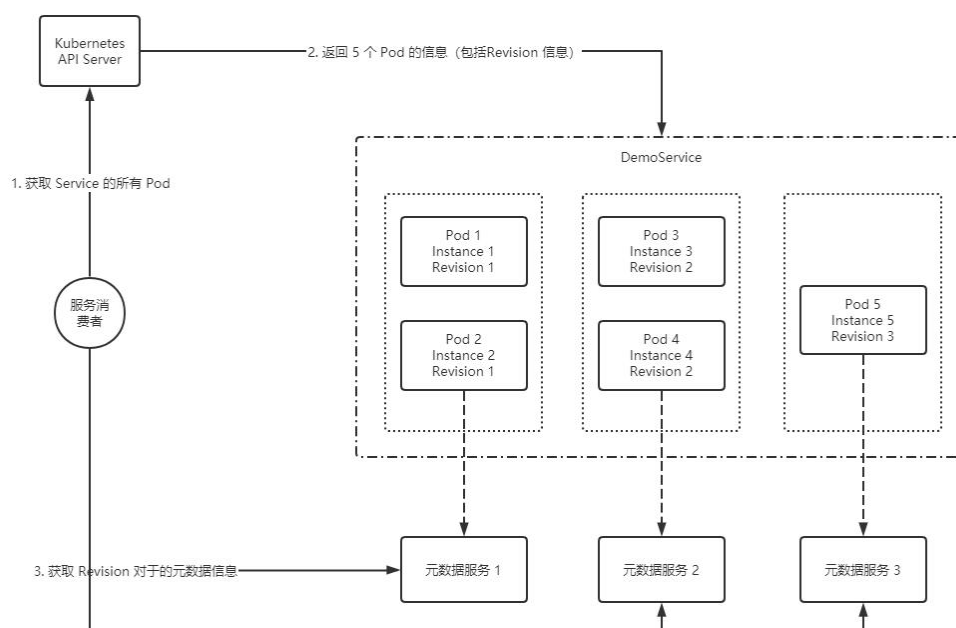 Kubernetes
API Server
2. 返回 5 个 Pod 的信息（包括Revision 信息）
DemoService
1. 获取 Service 的所有 Pod
Pod 1
Instance 1
Revision 1
Pod 3
Instance 3
Revision 2
服务消
费者
Pod 5
Instance 5
Revision 3
Pod 2
Instance 2
Revision 1
Pod 4
Instance 4
Revision 2
3. 获取 Revision 对于的元数据信息
元数据服务 1
元数据服务 2
元数据服务 3